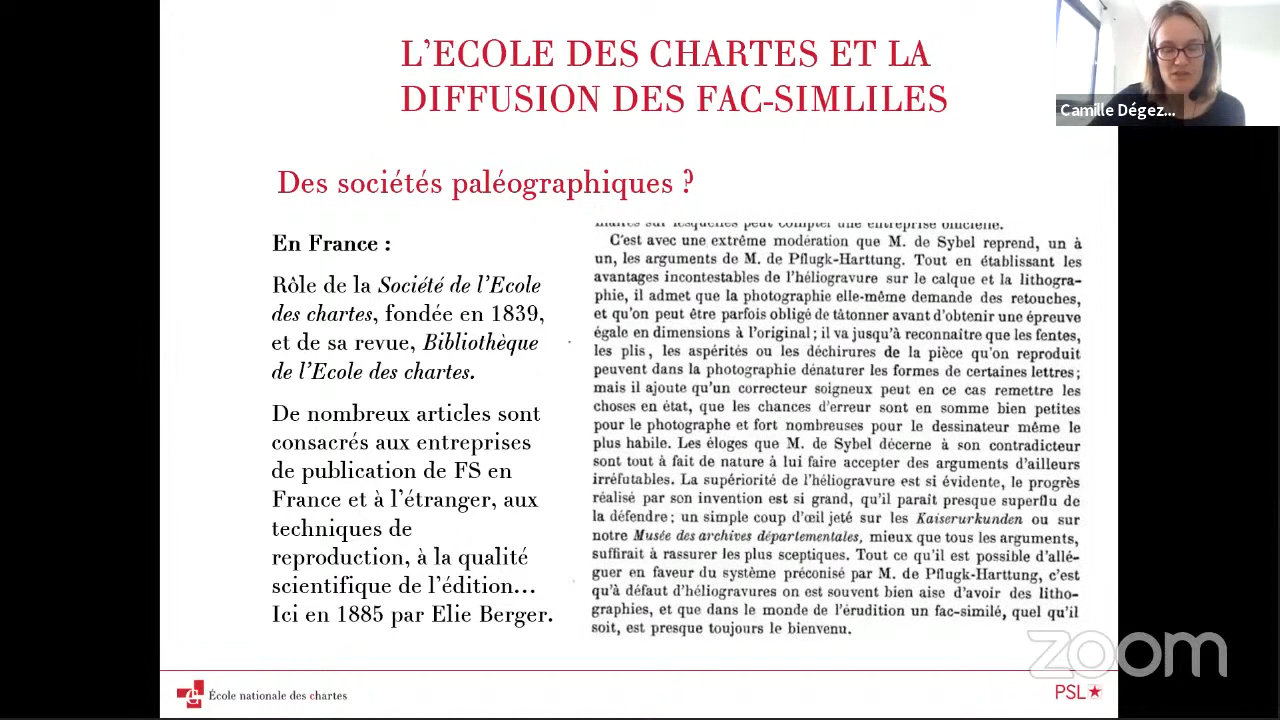 L'ECOLE DES CHARTES ET LA
DIFFUSION DES FAC-SIMLILES
Camille Dégez...
Des sociétés paléographiques ?
En France :
Rôle de la Société de l'Ecole
des chartes, fondée en 1839,
et de sa revue, Bibliothèque
de l'Ecole des chartes.
De nombreux articles sont
consacrés aux entreprises
de publication de FS en
France et à l'étranger, aux
techniques de
reproduction, à la qualité
scientifique de l'édition...
Ici en 1885 par Elie Berger.
sur lesquelles peut compter une entreprise officielle.
C'est avec une extrême modération que M. de Sybel reprend, un à
un, les arguments de M. de Pflugk-Harttung. Tout en établissant les
avantages incontestables de l'héliogravure sur le calque et la lithogra-
phie, il admet que la photographie elle-même demande des retouches,
et qu'on peut être parfois obligé de tâtonner avant d'obtenir une épreuve
égale en dimensions à l'original ; il va jusqu'à reconnaître que les fentes,
les plis, les aspérités ou les déchirures de la pièce qu'on reproduit
peuvent dans la photographie dénaturer les formes de certaines lettres ;
mais il ajoute qu'un correcteur soigneux peut en ce cas remettre les
choses en état, que les chances d'erreur sont en somme bien petites
pour le photographe et fort nombreuses pour le dessinateur même le
plus habile. Les éloges que M. de Sybel décerne à son contradicteur
sont tout à fait de nature à lui faire accepter des arguments d'ailleurs
irréfutables. La supériorité de l'héliogravure est si évidente, le progrès
réalisé par son invention est si grand, qu'il parait presque superflu de
la défendre ; un simple coup d'œil jeté sur les Kaiserurkunden ou sur
notre Musée des archives départementales, mieux que tous les arguments,
suffirait à rassurer les plus sceptiques. Tout ce qu'il est possible d'allé-
guer en faveur du système préconisé par M. de Pflugk-Harttung, c'est
qu'à défaut d'héliogravures on est souvent bien aise d'avoir des litho-
graphies, et que dans le monde de l'érudition un fac-similé, quel qu'il
soit, est presque toujours le bienvenu.
zoom
École nationale des chartes
PSL